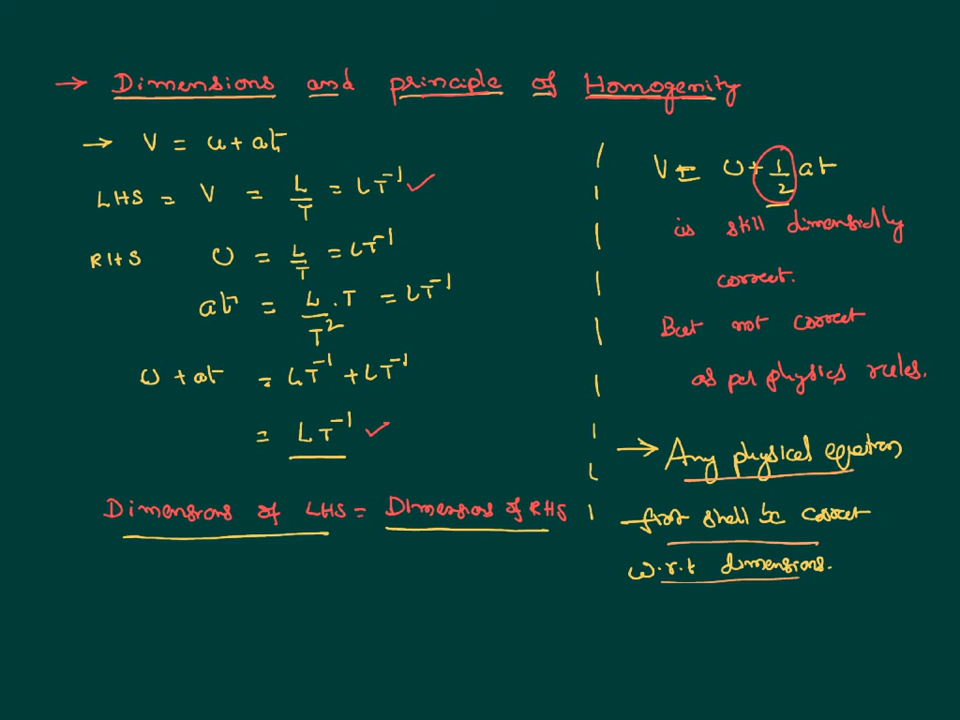 → Dimensions and principle of Homogenity
→ V = u + at
LHS = V = L/T = LT⁻¹ ✓
RHS U = L/T = LT⁻¹
at = L/T² . T = LT⁻¹
U + at = LT⁻¹ + LT⁻¹
= LT⁻¹ ✓
Dimensions of LHS = Dimensions of RHS
V = U + 1/2 at
is still dimensially
correct.
But not correct
as per physics rules.
→ Any physical equation
first shall be correct
w.r.t dimensions.